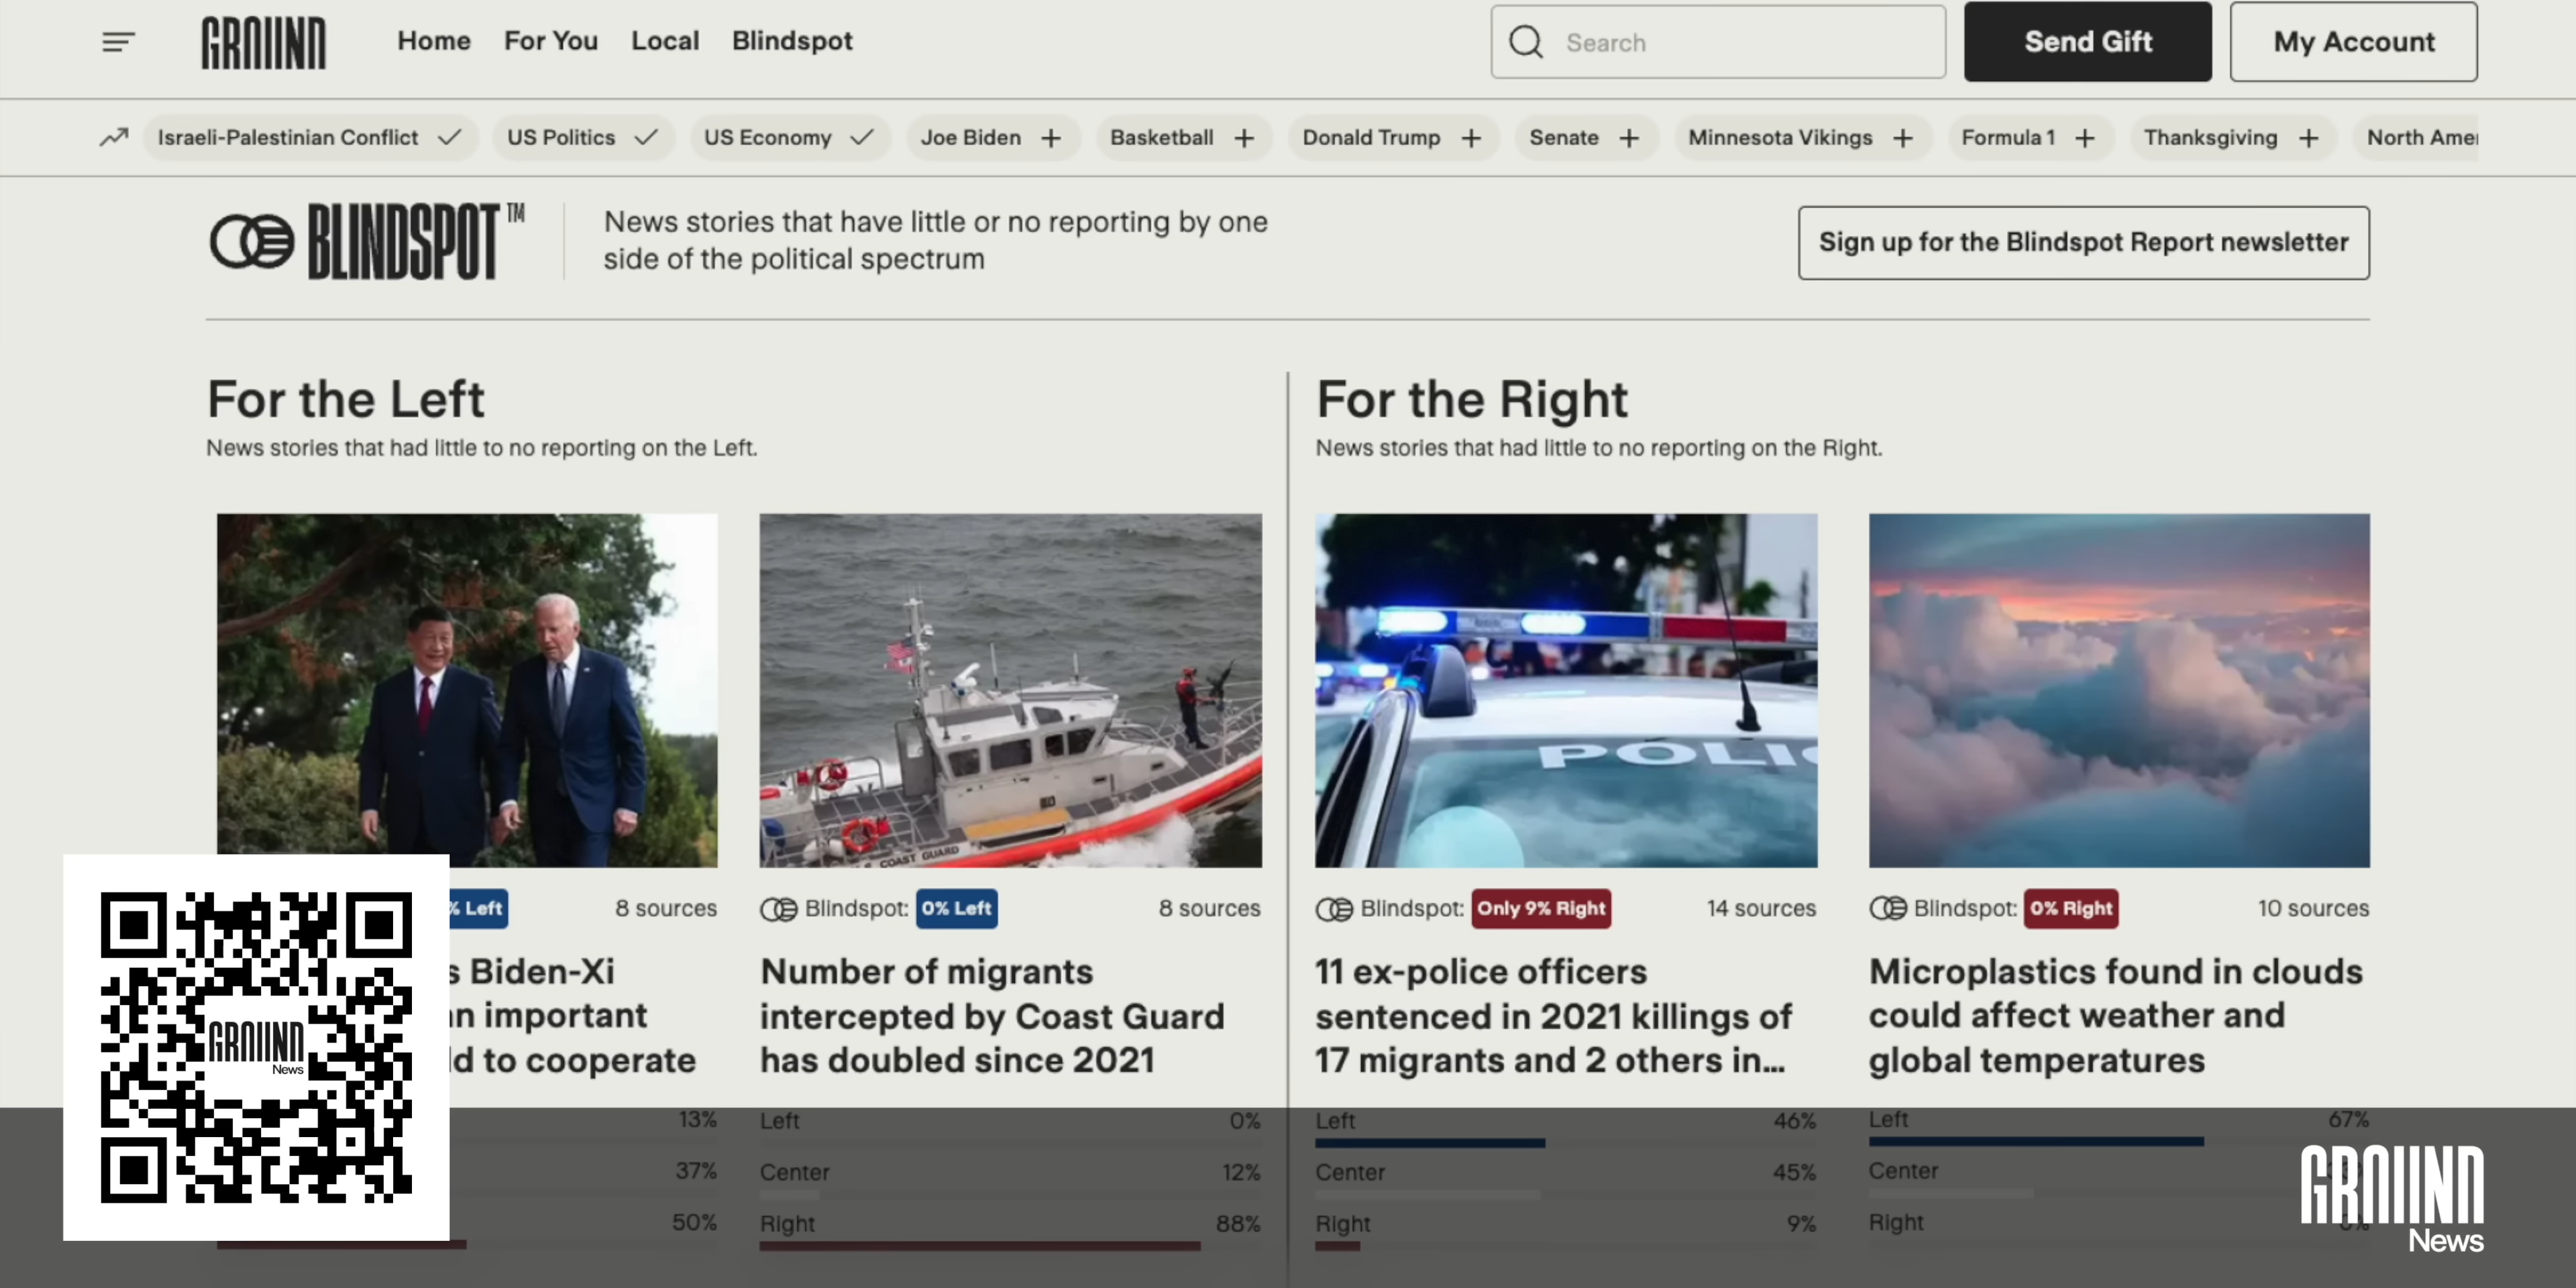 GROUND
Home For You Local Blindspot
Search
Send Gift
My Account
Israeli-Palestinian Conflict US Politics US Economy Joe Biden + Basketball + Donald Trump + Senate + Minnesota Vikings + Formula 1 + Thanksgiving + North Amer
BLINDSPOT™
News stories that have little or no reporting by one
side of the political spectrum
Sign up for the Blindspot Report newsletter
For the Left
News stories that had little to no reporting on the Left.
For the Right
News stories that had little to no reporting on the Right.
COAST GUARD
POLIC
% Left
8 sources
s Biden-Xi
an important
ld to cooperate
13%
37%
50%
Blindspot: 0% Left
8 sources
Number of migrants
intercepted by Coast Guard
has doubled since 2021
Left 0%
Center 12%
Right 88%
Blindspot: Only 9% Right
14 sources
11 ex-police officers
sentenced in 2021 killings of
17 migrants and 2 others in...
Left 46%
Center 45%
Right 9%
Blindspot: 0% Right
10 sources
Microplastics found in clouds
could affect weather and
global temperatures
Left 67%
Center
Right
GROUND
News
GROUND
News